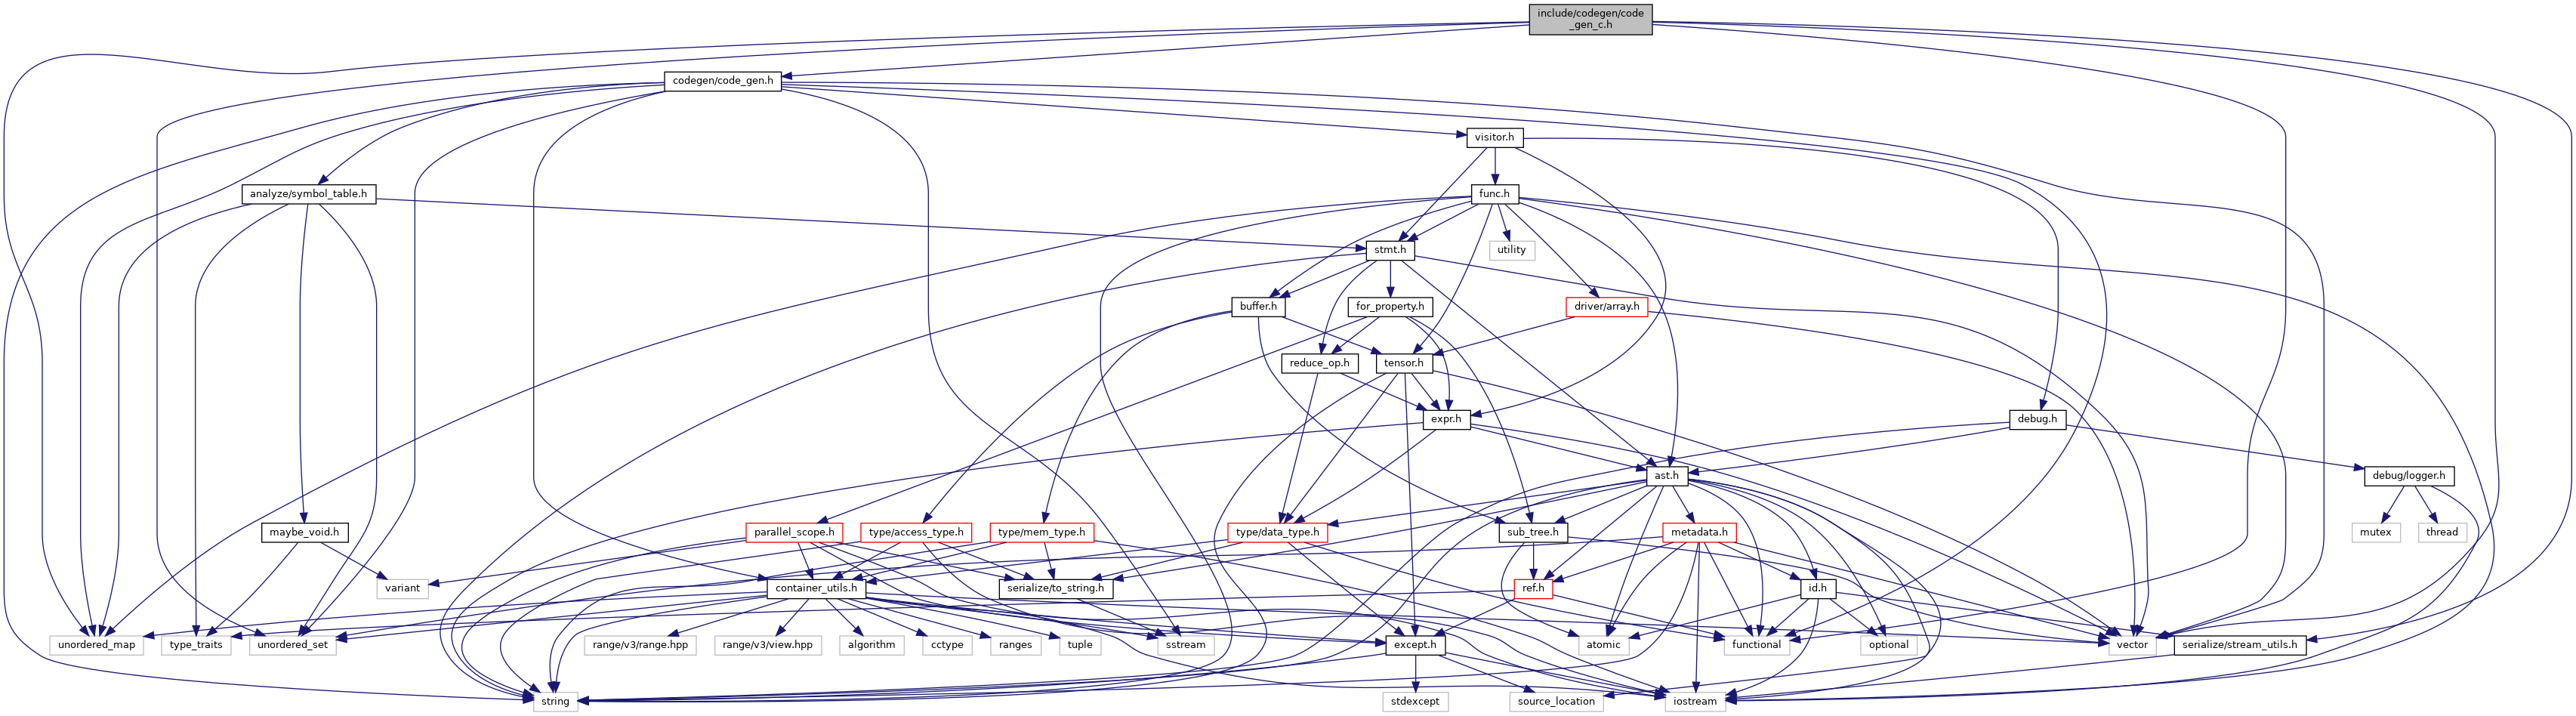 include/codegen/code
_gen_c.h
codegen/code_gen.h
visitor.h
analyze/symbol_table.h
func.h
stmt.h
utility
buffer.h
for_property.h
driver/array.h
reduce_op.h
tensor.h
expr.h
debug.h
ast.h
debug/logger.h
maybe_void.h
parallel_scope.h
type/access_type.h
type/mem_type.h
type/data_type.h
sub_tree.h
metadata.h
mutex
thread
variant
container_utils.h
serialize/to_string.h
ref.h
id.h
unordered_map
type_traits
unordered_set
range/v3/range.hpp
range/v3/view.hpp
algorithm
cctype
ranges
tuple
sstream
except.h
atomic
functional
optional
vector
serialize/stream_utils.h
string
stdexcept
source_location
iostream